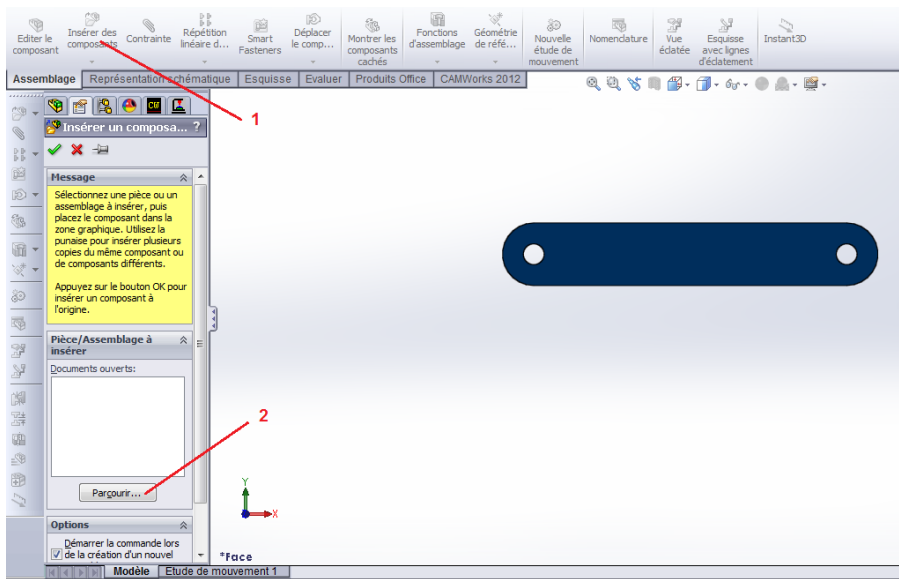 Editer le composant
Insérer des composants
Contrainte
Répétition linéaire d...
Smart Fasteners
Déplacer le comp...
Montrer les composants cachés
Fonctions d'assemblage
Géométrie de réfé...
Nouvelle étude de mouvement
Nomenclature
Vue éclatée
Esquisse avec lignes d'éclatement
Instant3D
Assemblage Représentation schématique Esquisse Evaluer Produits Office CAMWorks 2012
1
Insérer un composa... ?
Message
Sélectionnez une pièce ou un
assemblage à insérer, puis
placez le composant dans la
zone graphique. Utilisez la
punaise pour insérer plusieurs
copies du même composant ou
de composants différents.
Appuyez sur le bouton OK pour
insérer un composant à
l'origine.
Pièce/Assemblage à
insérer
Documents ouverts:
2
Parcourir...
Y
X
Options
Démarrer la commande lors
de la création d'un nouvel
*Face
Modèle Etude de mouvement 1